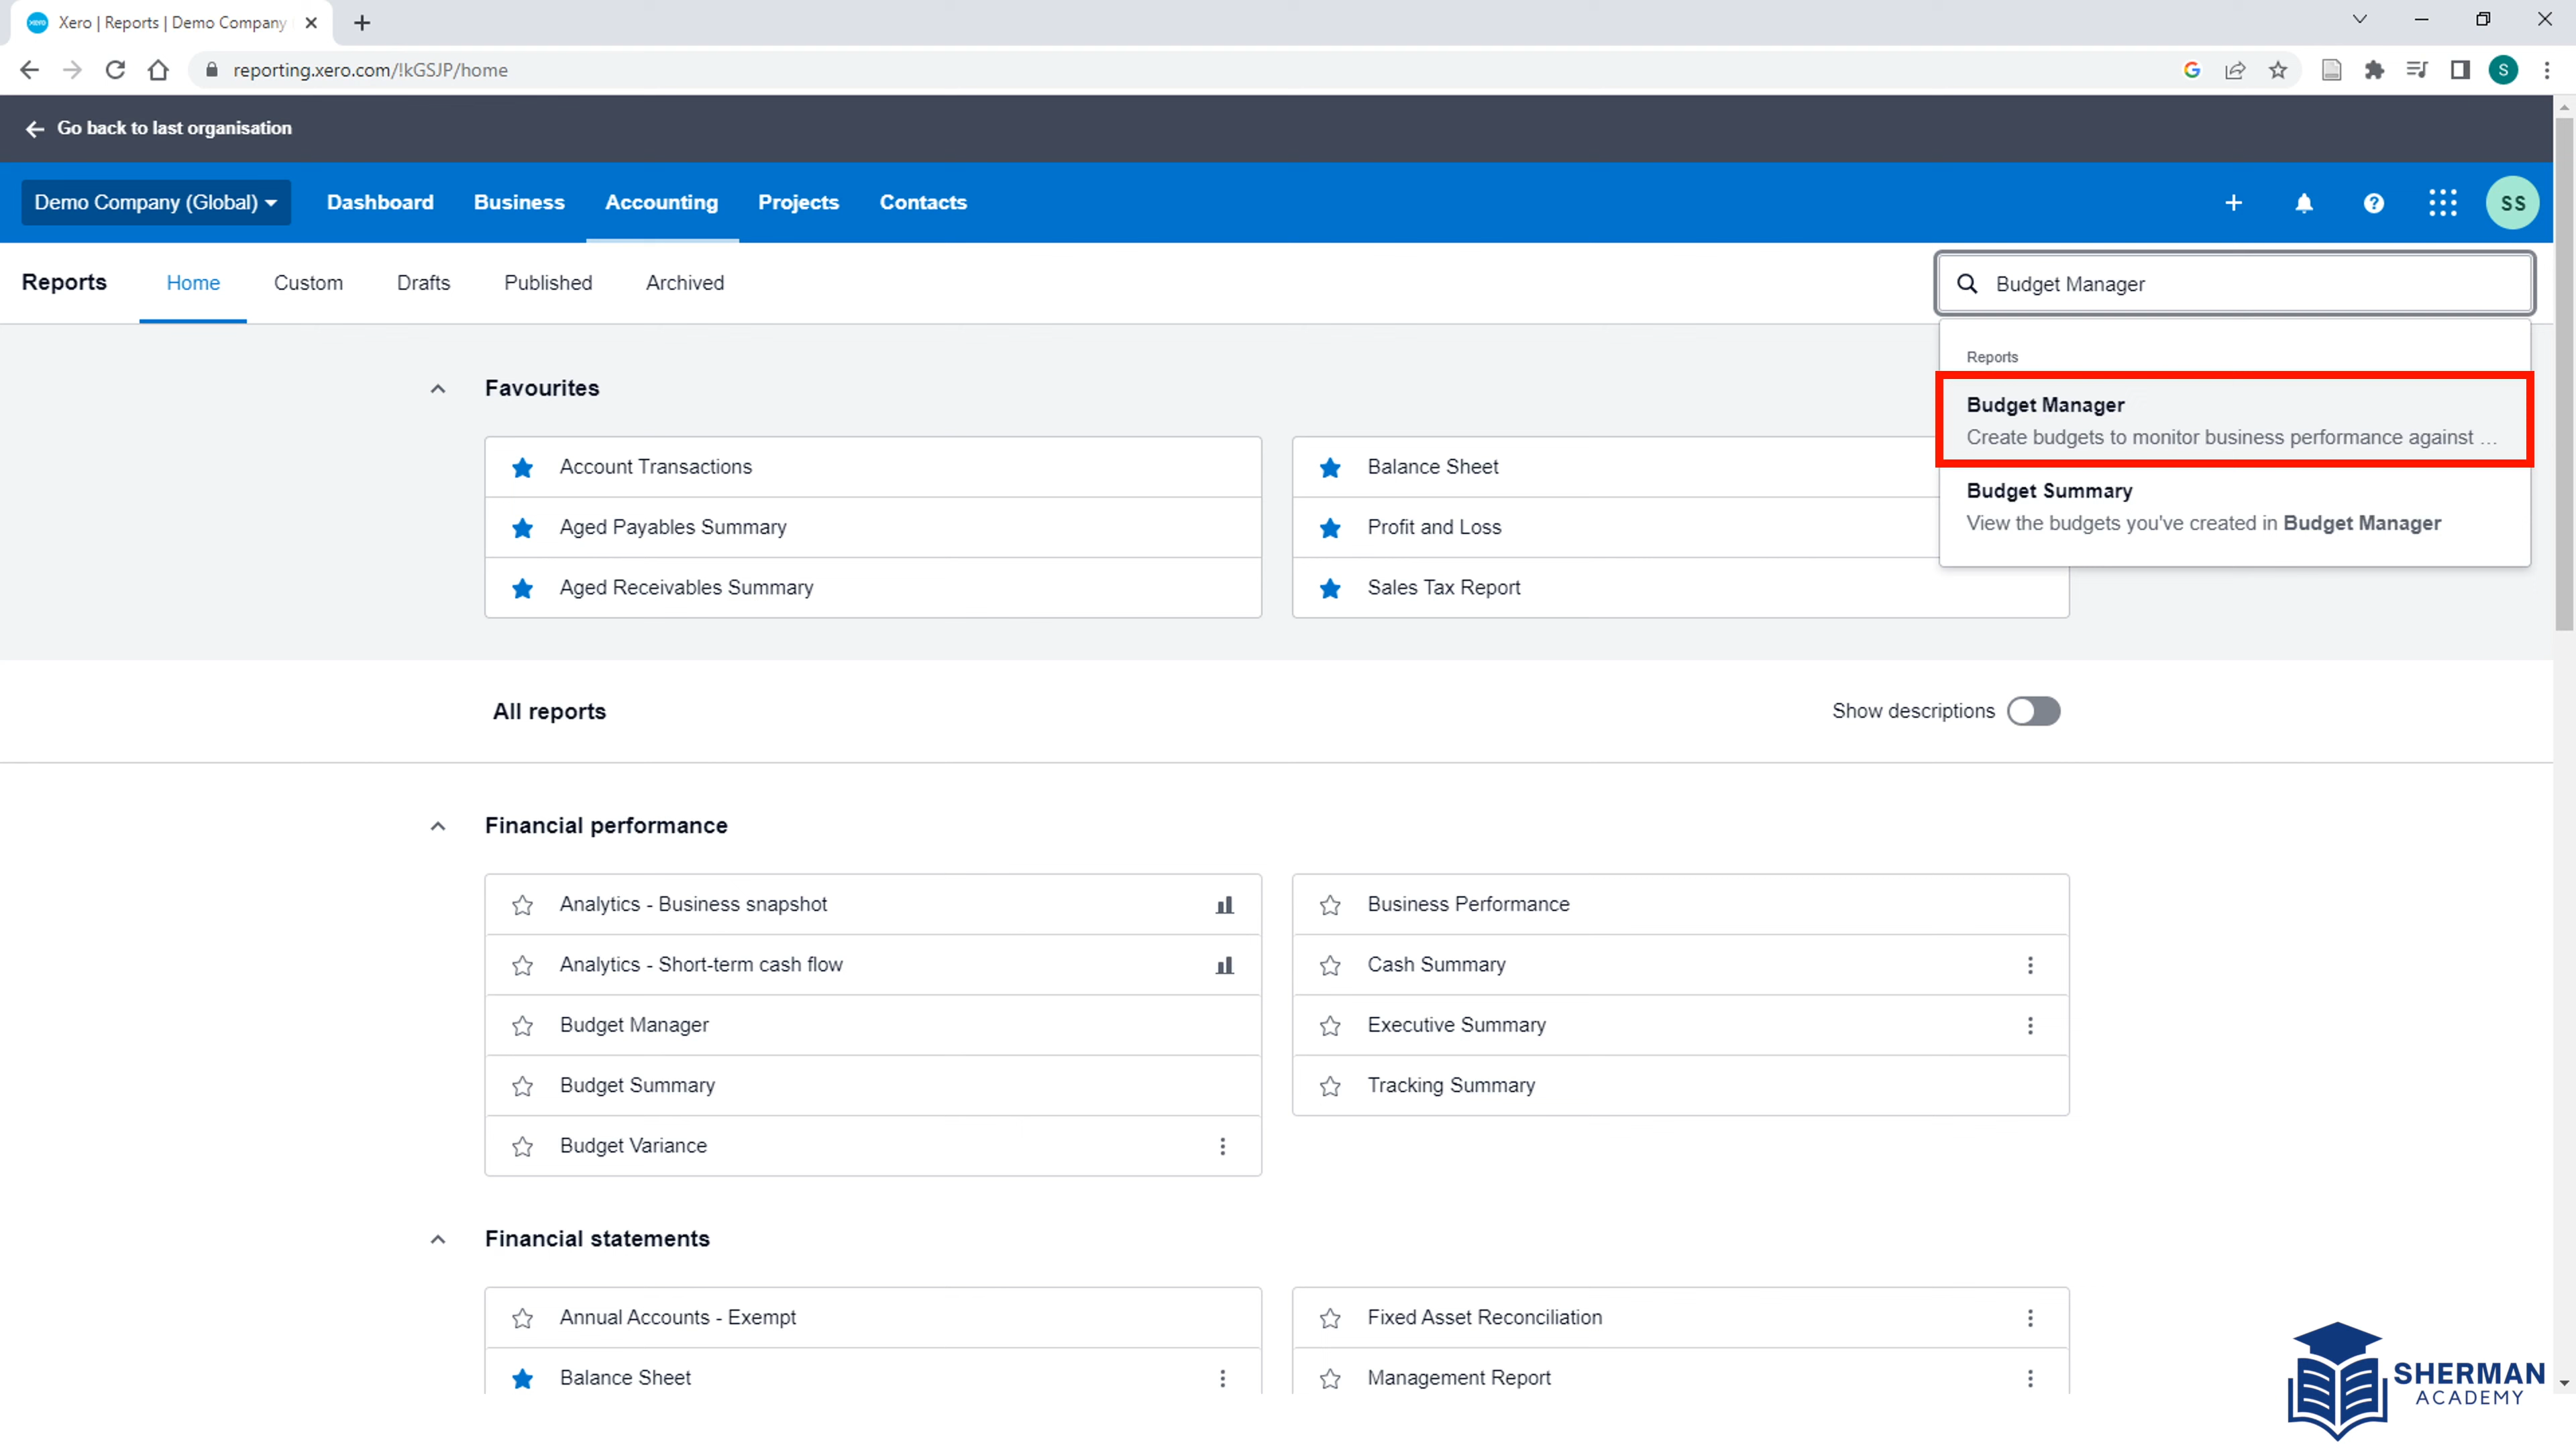 Xero | Reports | Demo Company
reporting.xero.com/!kGSJP/home
S
Go back to last organisation
Demo Company (Global)
Dashboard
Business
Accounting
Projects
Contacts
SS
Reports
Home
Custom
Drafts
Published
Archived
Budget Manager
Reports
Budget Manager
Create budgets to monitor business performance against ...
Budget Summary
View the budgets you've created in Budget Manager
Favourites
Account Transactions
Aged Payables Summary
Aged Receivables Summary
Balance Sheet
Profit and Loss
Sales Tax Report
All reports
Show descriptions
Financial performance
Analytics - Business snapshot
Analytics - Short-term cash flow
Budget Manager
Budget Summary
Budget Variance
Business Performance
Cash Summary
Executive Summary
Tracking Summary
Financial statements
Annual Accounts - Exempt
Balance Sheet
Fixed Asset Reconciliation
Management Report
SHERMAN
ACADEMY